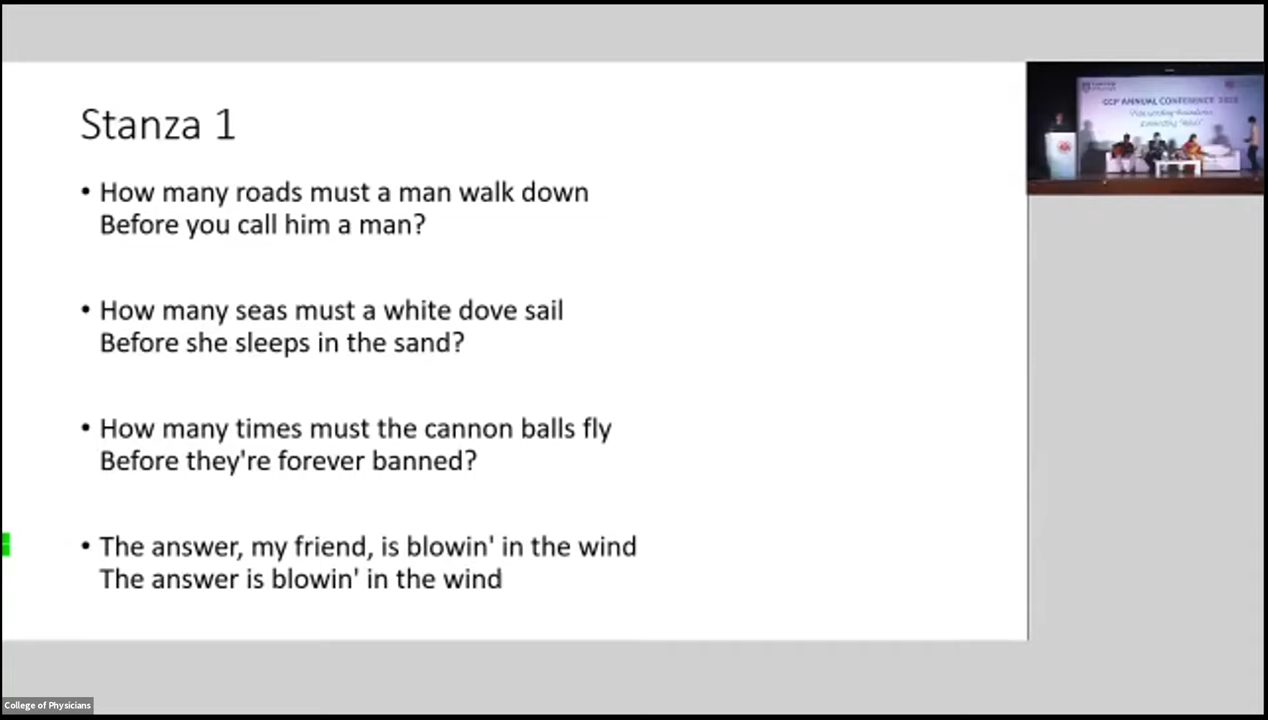 Stanza 1
• How many roads must a man walk down
Before you call him a man?
• How many seas must a white dove sail
Before she sleeps in the sand?
• How many times must the cannon balls fly
Before they're forever banned?
• The answer, my friend, is blowin' in the wind
The answer is blowin' in the wind
CCP ANNUAL CONFERENCE
College of Physicians